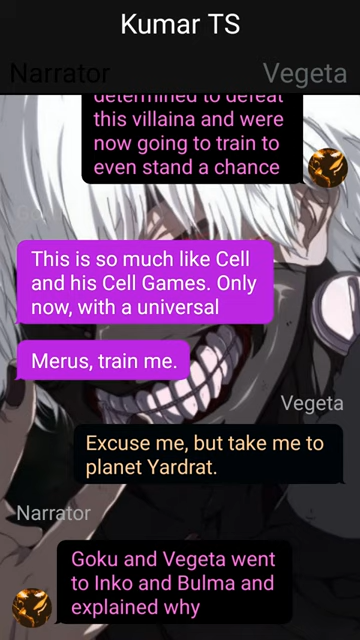 Kumar TS
Narrator
Vegeta
determined to defeat
this villaina and were
now going to train to
even stand a chance
This is so much like Cell
and his Cell Games. Only
now, with a universal
Merus, train me.
Vegeta
Excuse me, but take me to
planet Yardrat.
Narrator
Goku and Vegeta went
to Inko and Bulma and
explained why